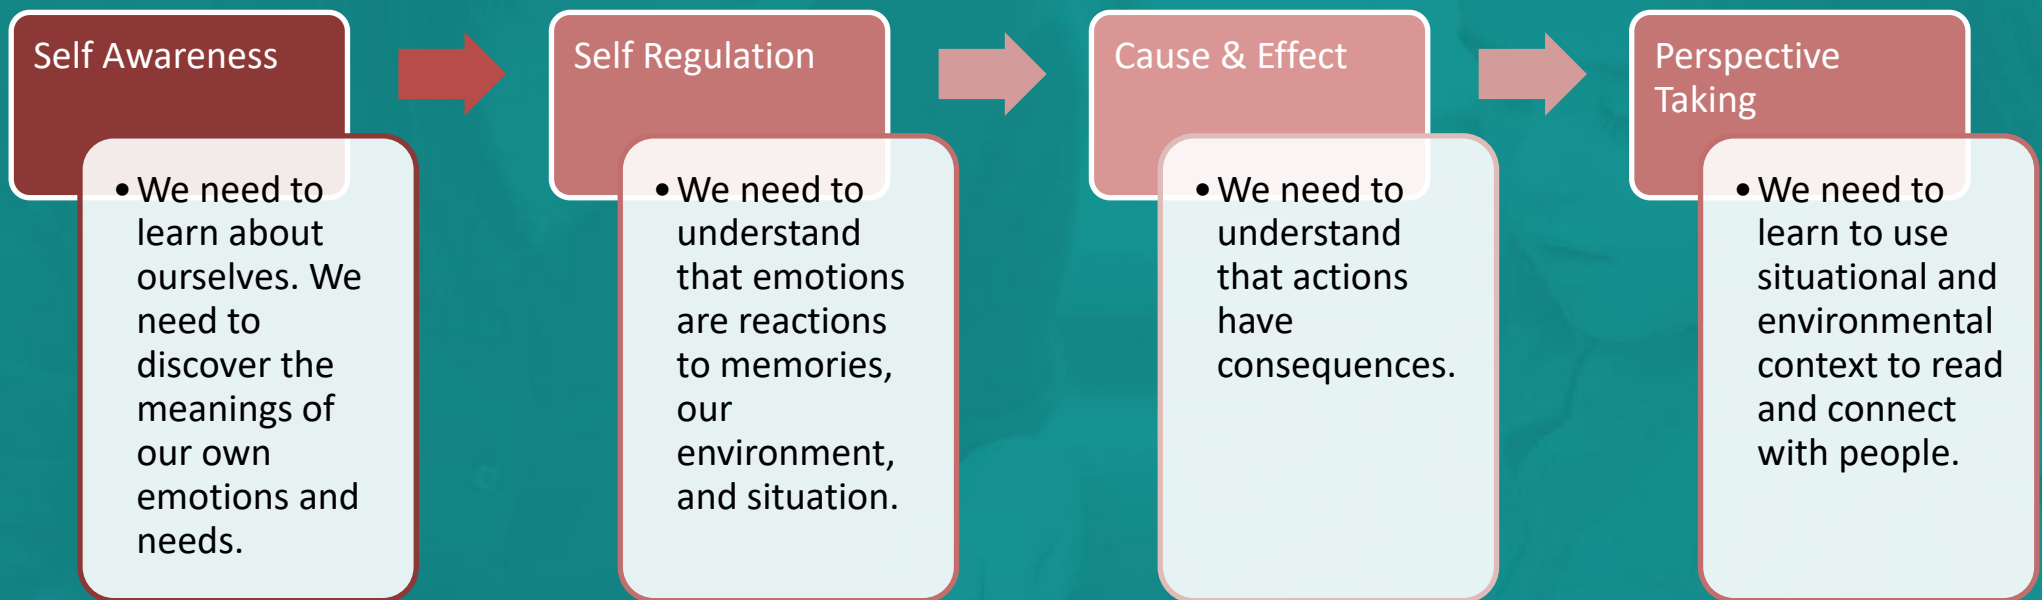 Self Awareness
• We need to
learn about
ourselves. We
need to
discover the
meanings of
our own
emotions and
needs.
Self Regulation
• We need to
understand
that emotions
are reactions
to memories,
our
environment,
and situation.
Cause & Effect
• We need to
understand
that actions
have
consequences.
Perspective
Taking
• We need to
learn to use
situational and
environmental
context to read
and connect
with people.